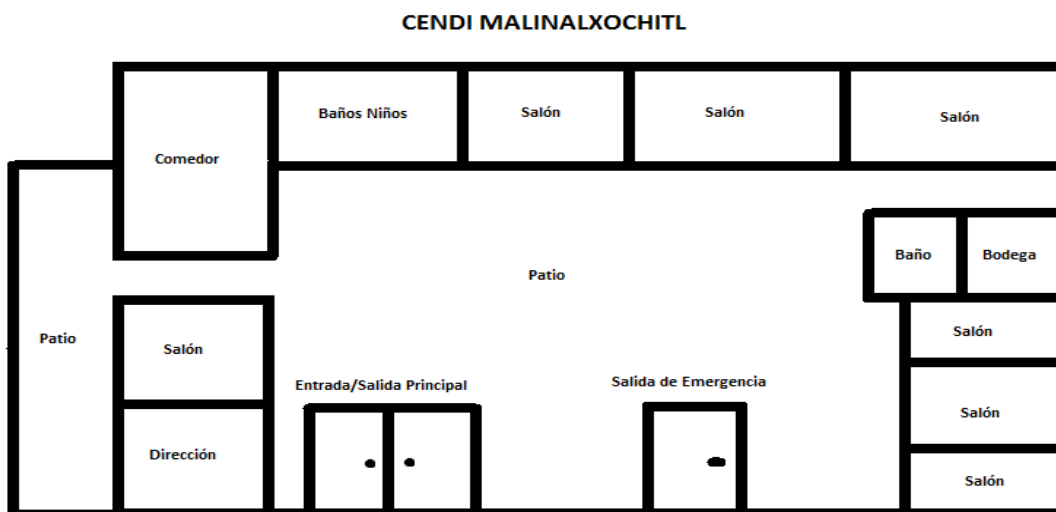 CENDI MALINALXOCHITL
Baños Niños
Salón
Salón
Salón
Comedor
Baño
Bodega
Patio
Salón
Patio
Salón
Entrada/Salida Principal
Salida de Emergencia
Salón
Dirección
Salón